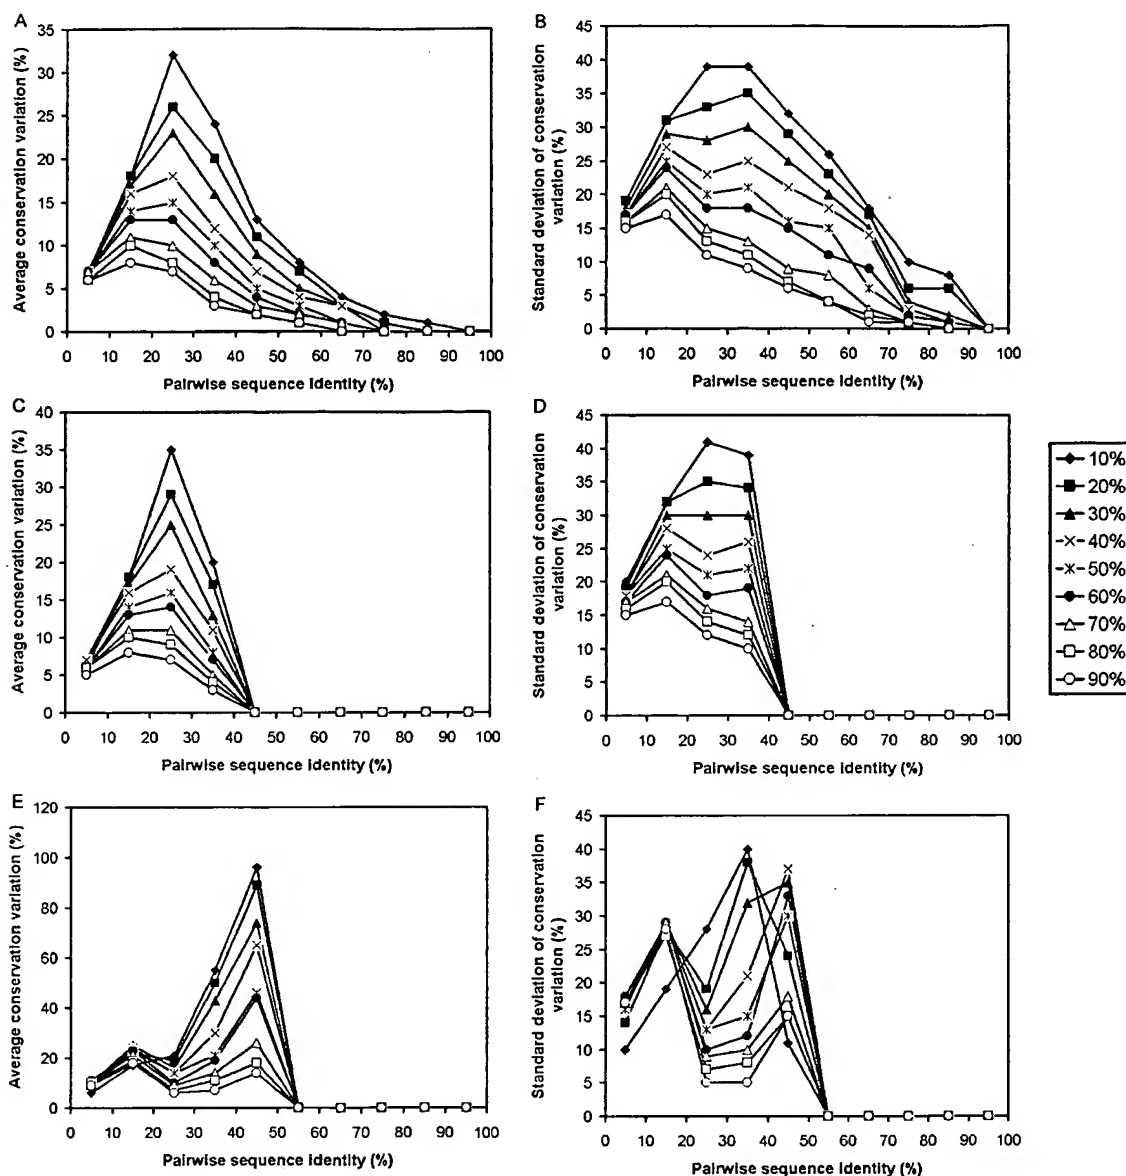 A
Average conservation variation (%)
35
30
25
20
15
10
5
0
0 10 20 30 40 50 60 70 80 90 100
Pairwise sequence identity (%)
B
Standard deviation of conservation
variation (%)
45
40
35
30
25
20
15
10
5
0
0 10 20 30 40 50 60 70 80 90 100
Pairwise sequence identity (%)
C
Average conservation variation (%)
40
35
30
25
20
15
10
5
0
0 10 20 30 40 50 60 70 80 90 100
Pairwise sequence identity (%)
D
Standard deviation of conservation
variation (%)
45
40
35
30
25
20
15
10
5
0
0 10 20 30 40 50 60 70 80 90 100
Pairwise sequence identity (%)
10%
20%
30%
40%
50%
60%
70%
80%
90%
E
Average conservation variation (%)
120
100
80
60
40
20
0
0 10 20 30 40 50 60 70 80 90 100
Pairwise sequence identity (%)
F
Standard deviation of conservation
variation (%)
45
40
35
30
25
20
15
10
5
0
0 10 20 30 40 50 60 70 80 90 100
Pairwise sequence identity (%)